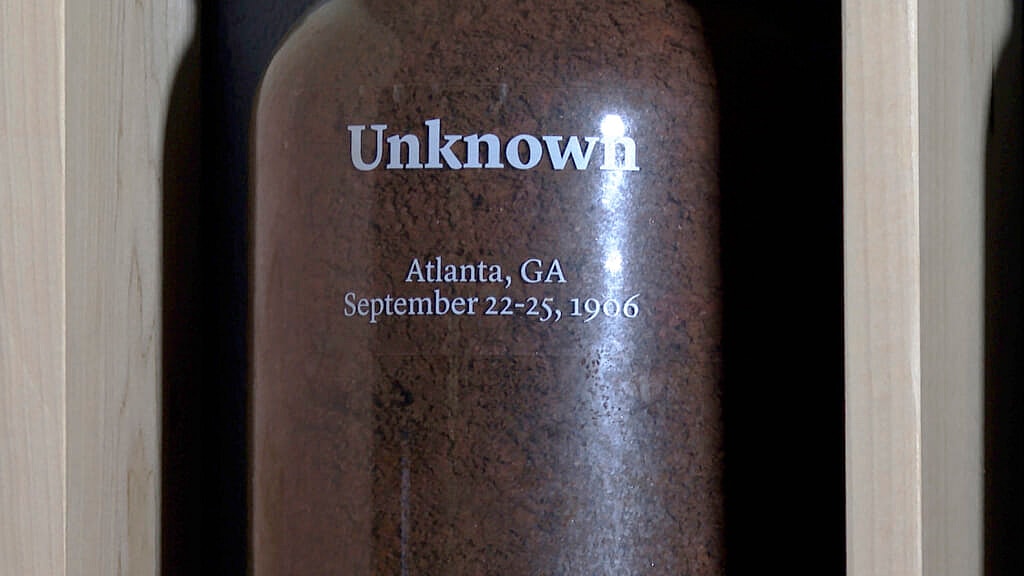 Unknown
Atlanta, GA
September 22-25, 1906